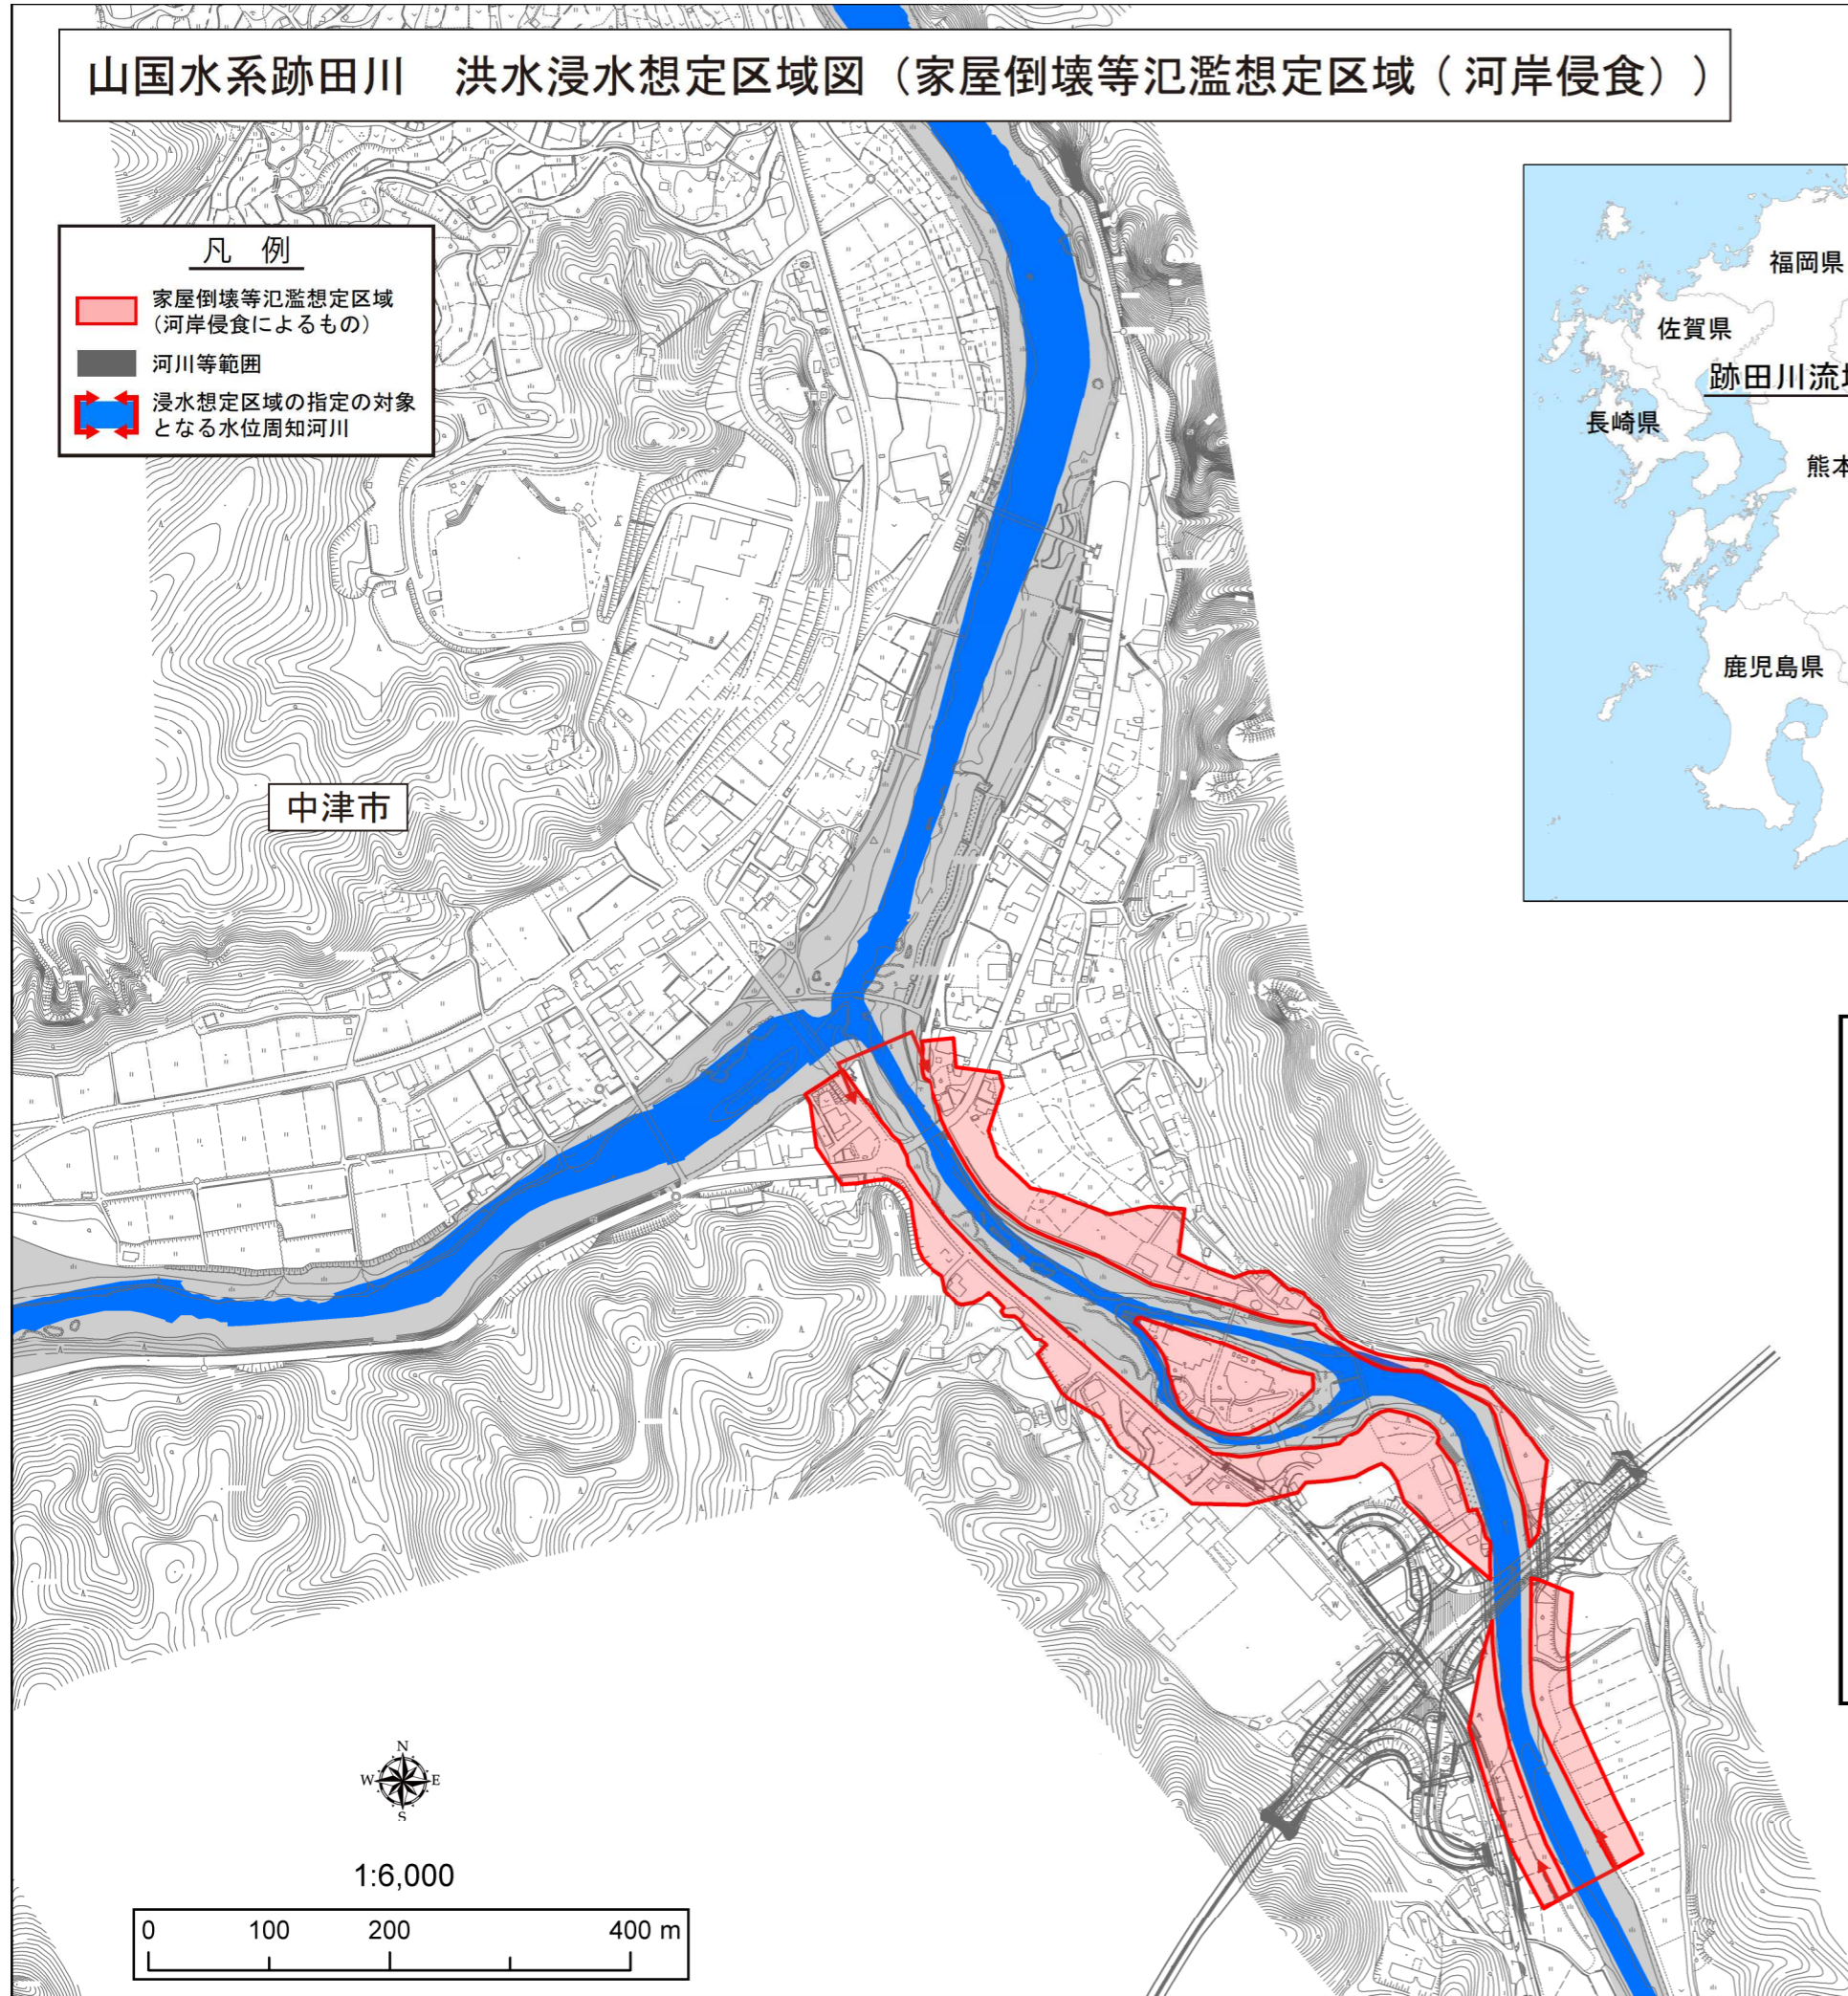 山国水系跡田川　洪水浸水想定区域図（家屋倒壊等氾濫想定区域（河岸侵食））
凡　例
家屋倒壊等氾濫想定区域
（河岸侵食によるもの）
河川等範囲
浸水想定区域の指定の対象
となる水位周知河川
福岡県
佐賀県
跡田川流
長崎県
熊本
鹿児島県
中津市
N
W E
S
1:6,000
0 100 200 400 m